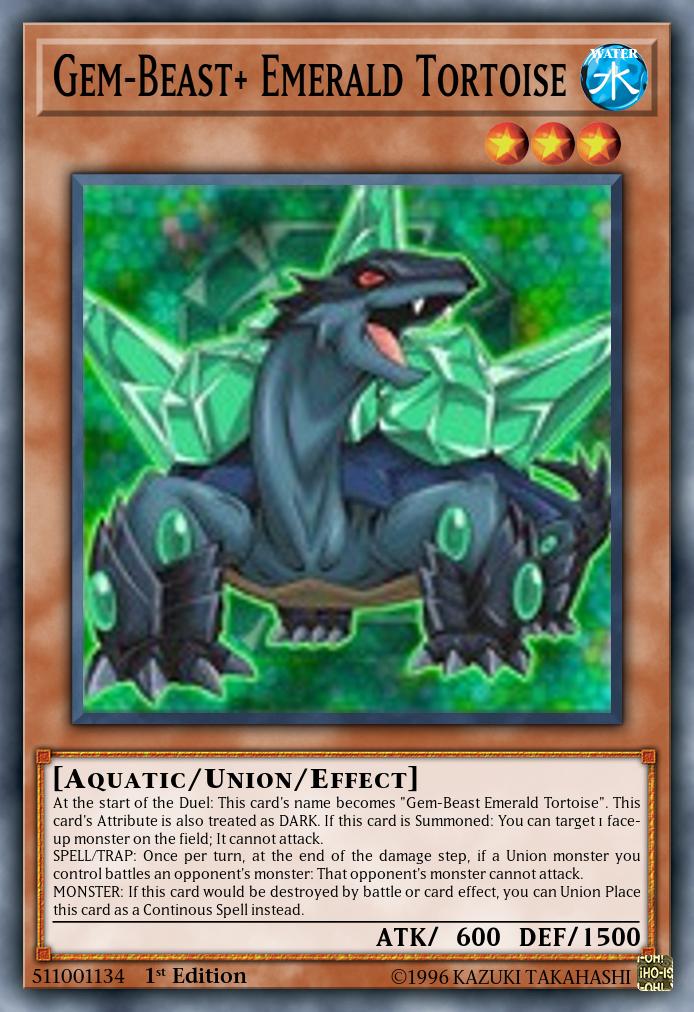 Gem-Beast+ Emerald Tortoise
WATER
水
[Aquatic/Union/Effect]
At the start of the Duel: This card's name becomes "Gem-Beast Emerald Tortoise". This
card's Attribute is also treated as DARK. If this card is Summoned: You can target 1 face-
up monster on the field; It cannot attack.
SPELL/TRAP: Once per turn, at the end of the damage step, if a Union monster you
control battles an opponent's monster: That opponent's monster cannot attack.
MONSTER: If this card would be destroyed by battle or card effect, you can Union Place
this card as a Continous Spell instead.
ATK/ 600 DEF/1500
511001134 1st Edition ©1996 KAZUKI TAKAHASHI